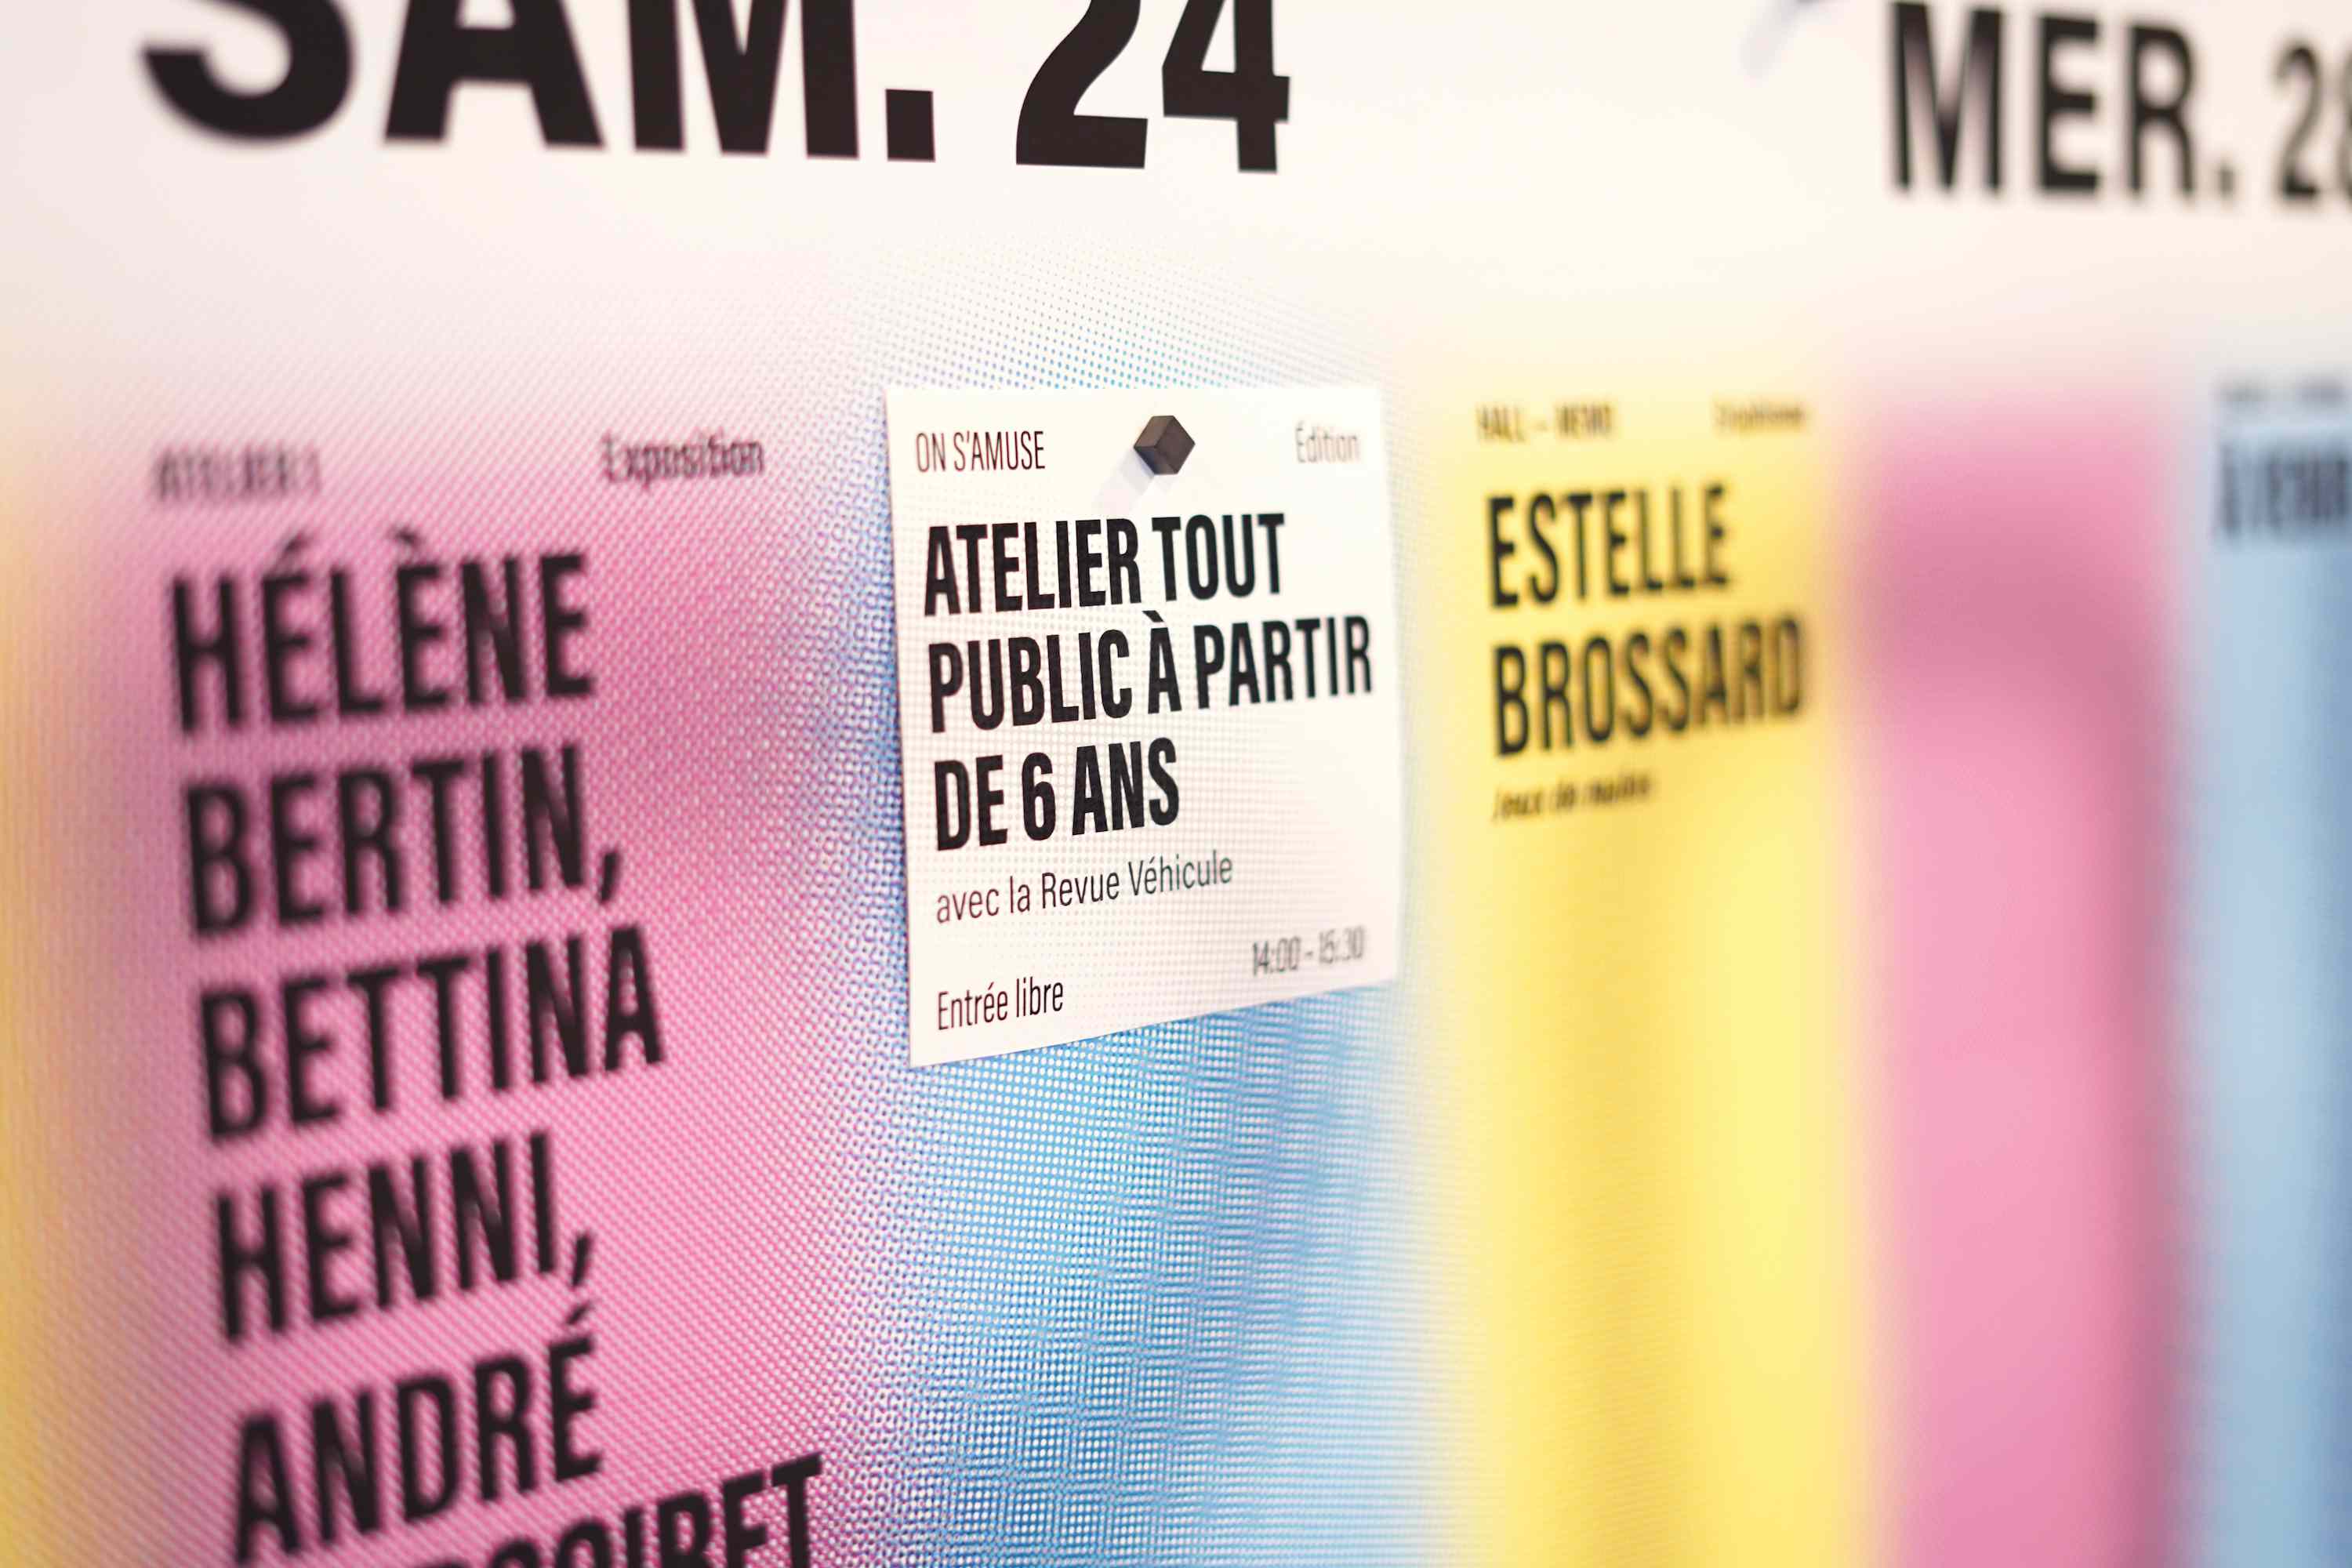 SAM. 24
MER. 28
Exposition
HÉLÈNE
BERTIN,
BETTINA
HENNI,
ANDRÉ
ON S'AMUSE
Édition
ATELIER TOUT
PUBLIC À PARTIR
DE 6 ANS
avec la Revue Véhicule
14:00 - 15:30
Entrée libre
ESTELLE
BROSSARD